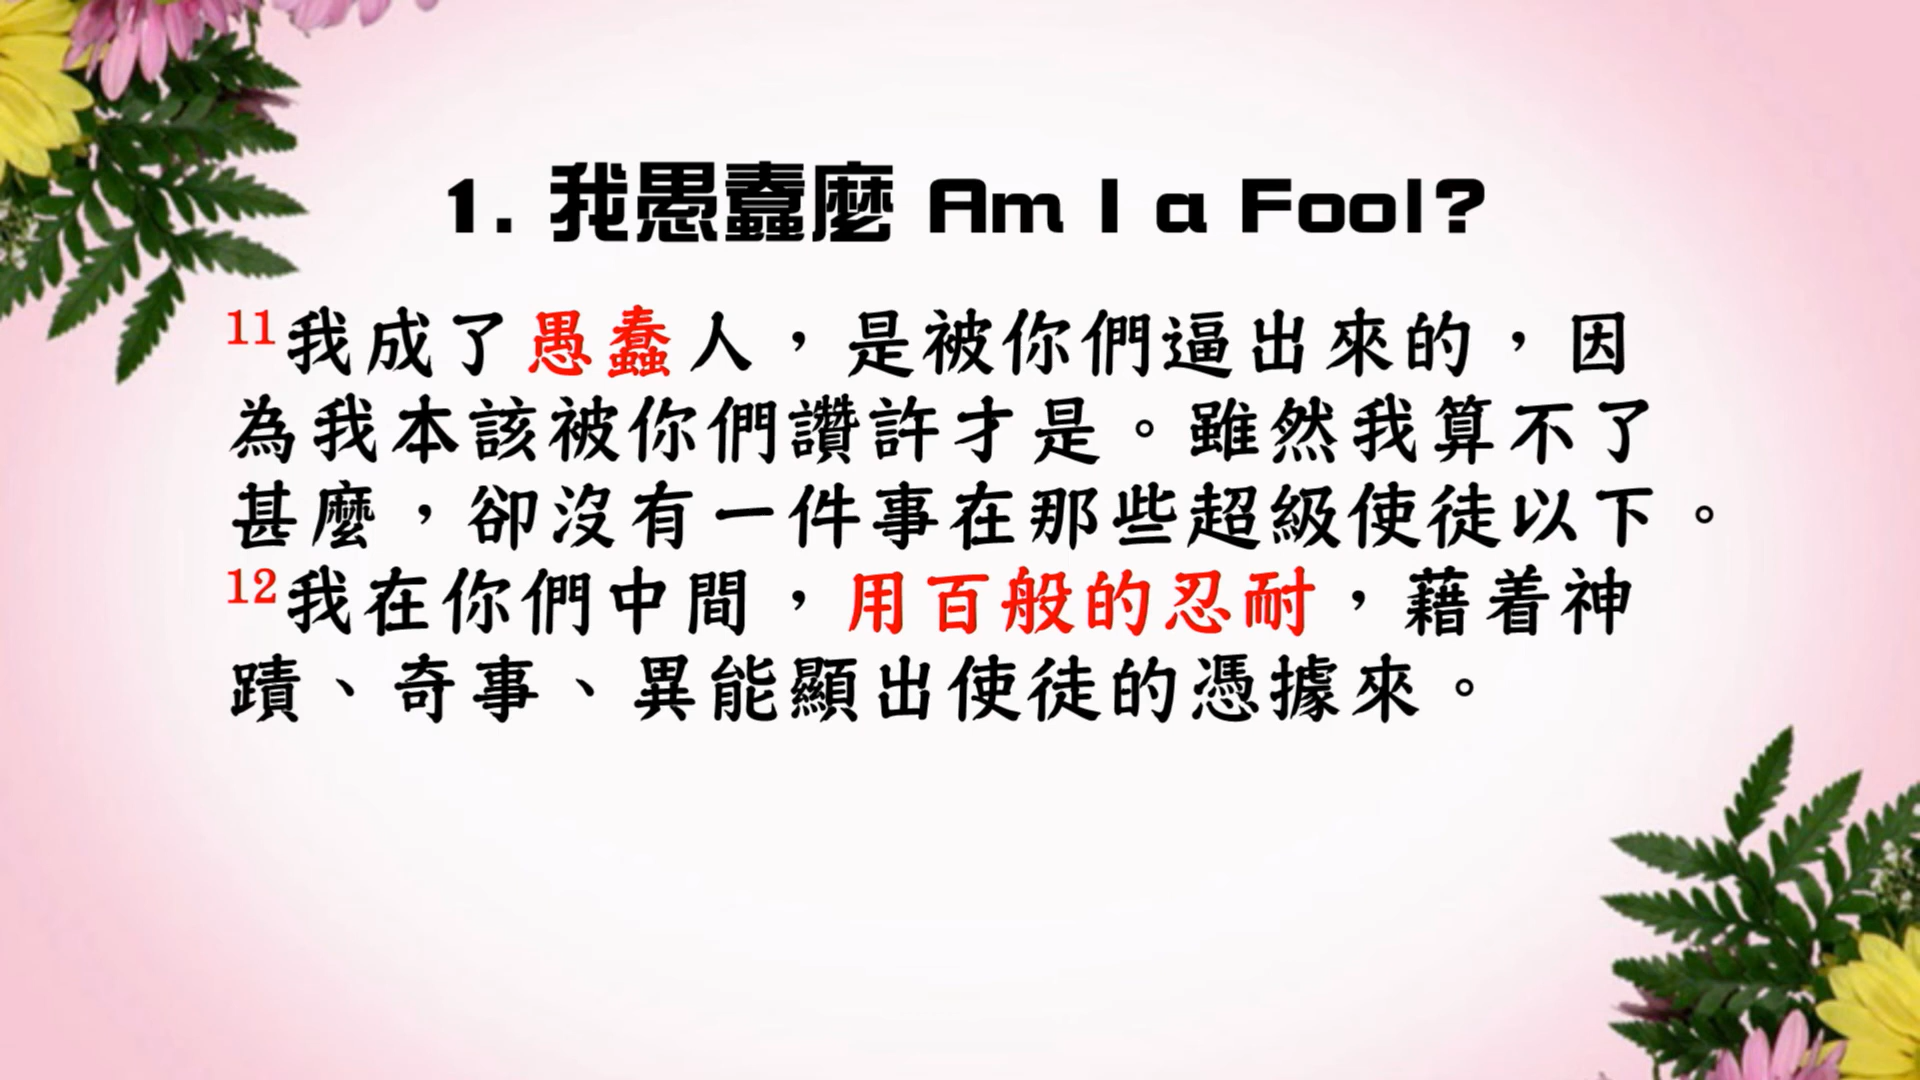 1. 我愚蠢麼 Am I a Fool?
11我成了愚蠢人，是被你們逼出來的，因
為我本該被你們讚許才是。雖然我算不了
甚麼，卻沒有一件事在那些超級使徒以下。
12我在你們中間，用百般的忍耐，藉着神
蹟、奇事、異能顯出使徒的憑據來。